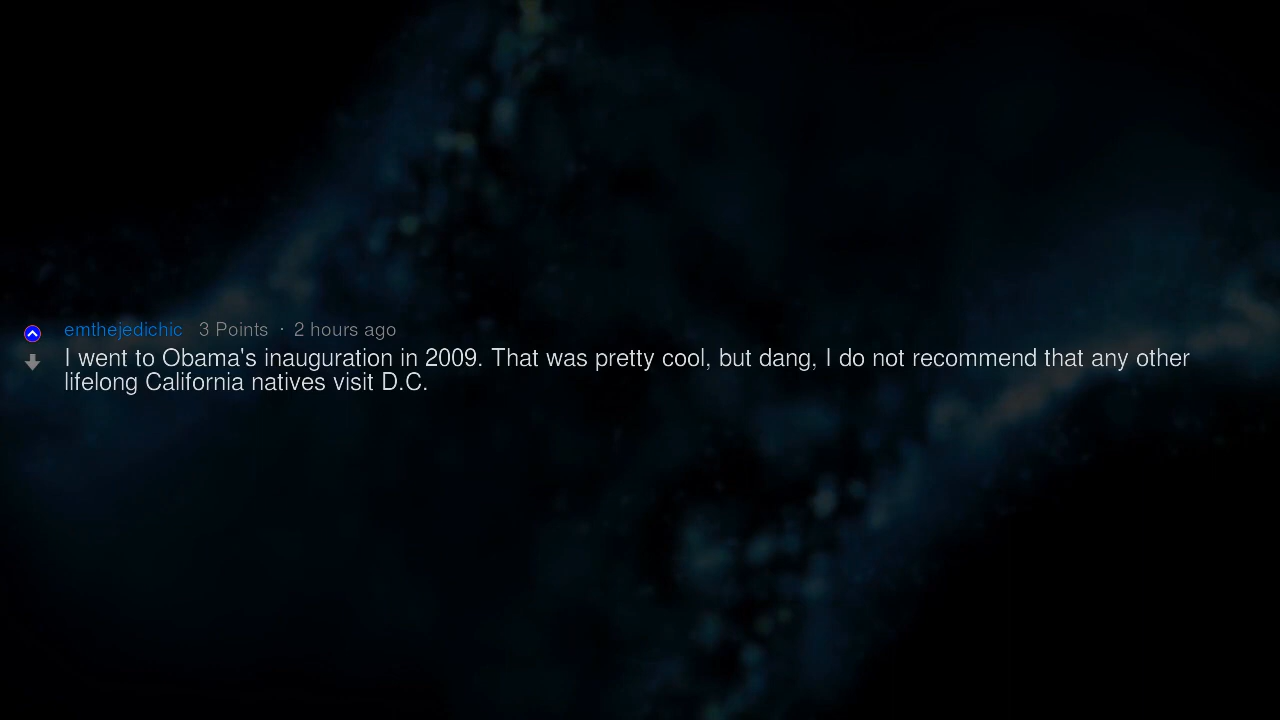 emthejedichic 3 Points · 2 hours ago
I went to Obama's inauguration in 2009. That was pretty cool, but dang, I do not recommend that any other
lifelong California natives visit D.C.